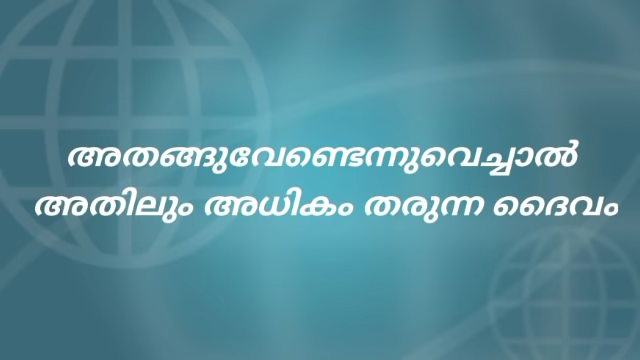 അതങ്ങുവേണ്ടെന്നുവെച്ചാൽ
അതിലും അധികം തരുന്ന ദൈവം